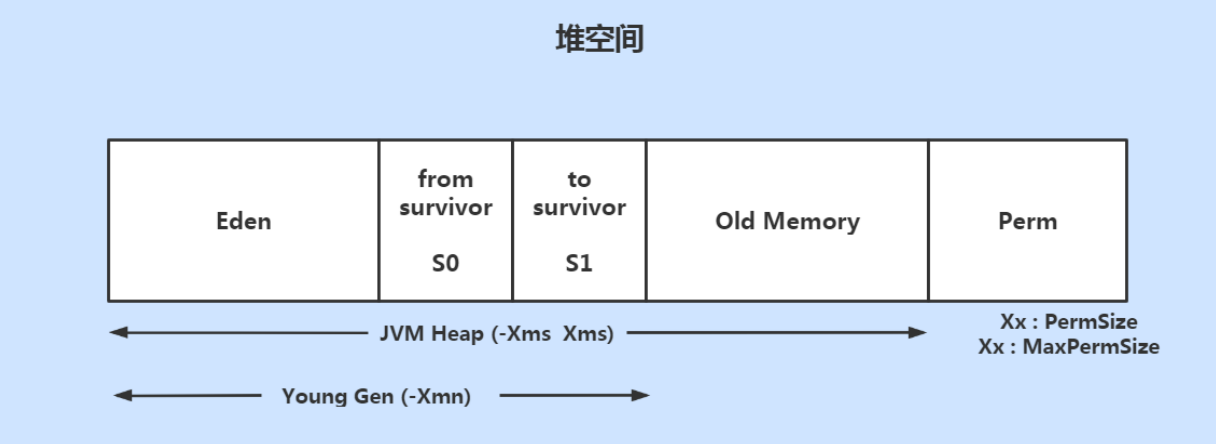 堆空间
Eden
from
survivor
S0
to
survivor
S1
Old Memory
Perm
JVM Heap (-Xms  Xms)
Xx : PermSize
Xx : MaxPermSize
Young Gen (-Xmn)